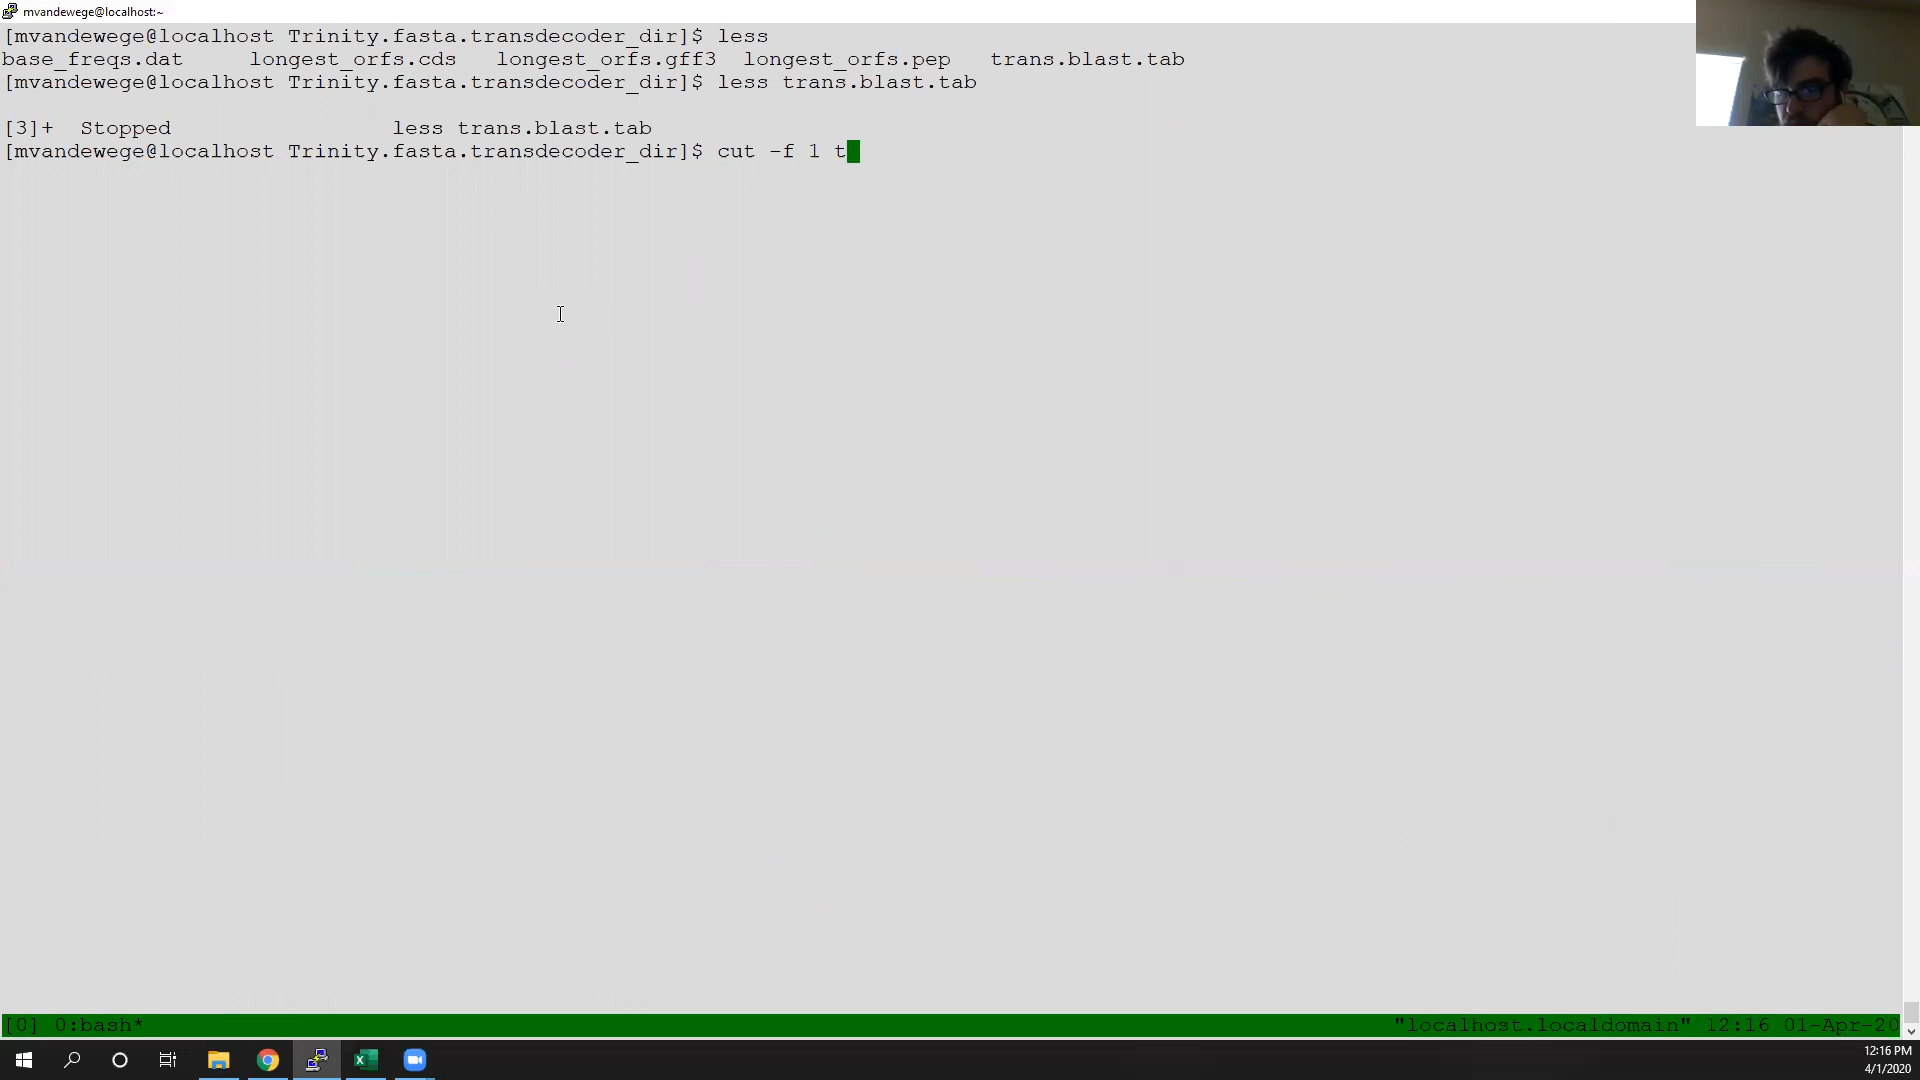 mvandewege@localhost:~
[mvandewege@localhost Trinity.fasta.transdecoder_dir]$ less
base_freqs.dat longest_orfs.cds longest_orfs.gff3 longest_orfs.pep trans.blast.tab
[mvandewege@localhost Trinity.fasta.transdecoder_dir]$ less trans.blast.tab
[3]+ Stopped less trans.blast.tab
[mvandewege@localhost Trinity.fasta.transdecoder_dir]$ cut -f 1 t
[0] 0:bash* "localhost.localdomain" 12:16 01-Apr-20
12:16 PM
4/1/2020